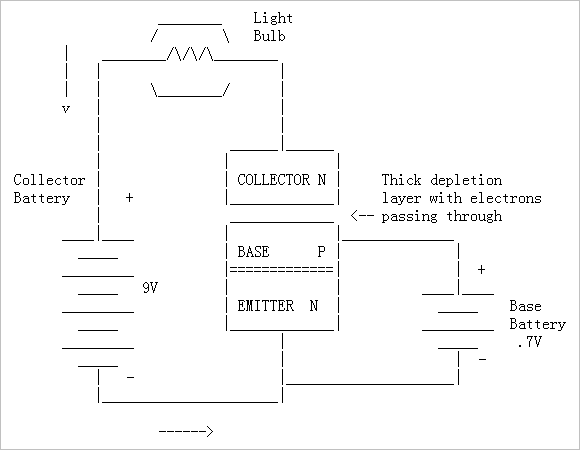 Light
Bulb
v
Collector
Battery
+
COLLECTOR N
Thick depletion
layer with electrons
<-- passing through
BASE P
+
9V
EMITTER N
Base
Battery
.7V
-
-
------>